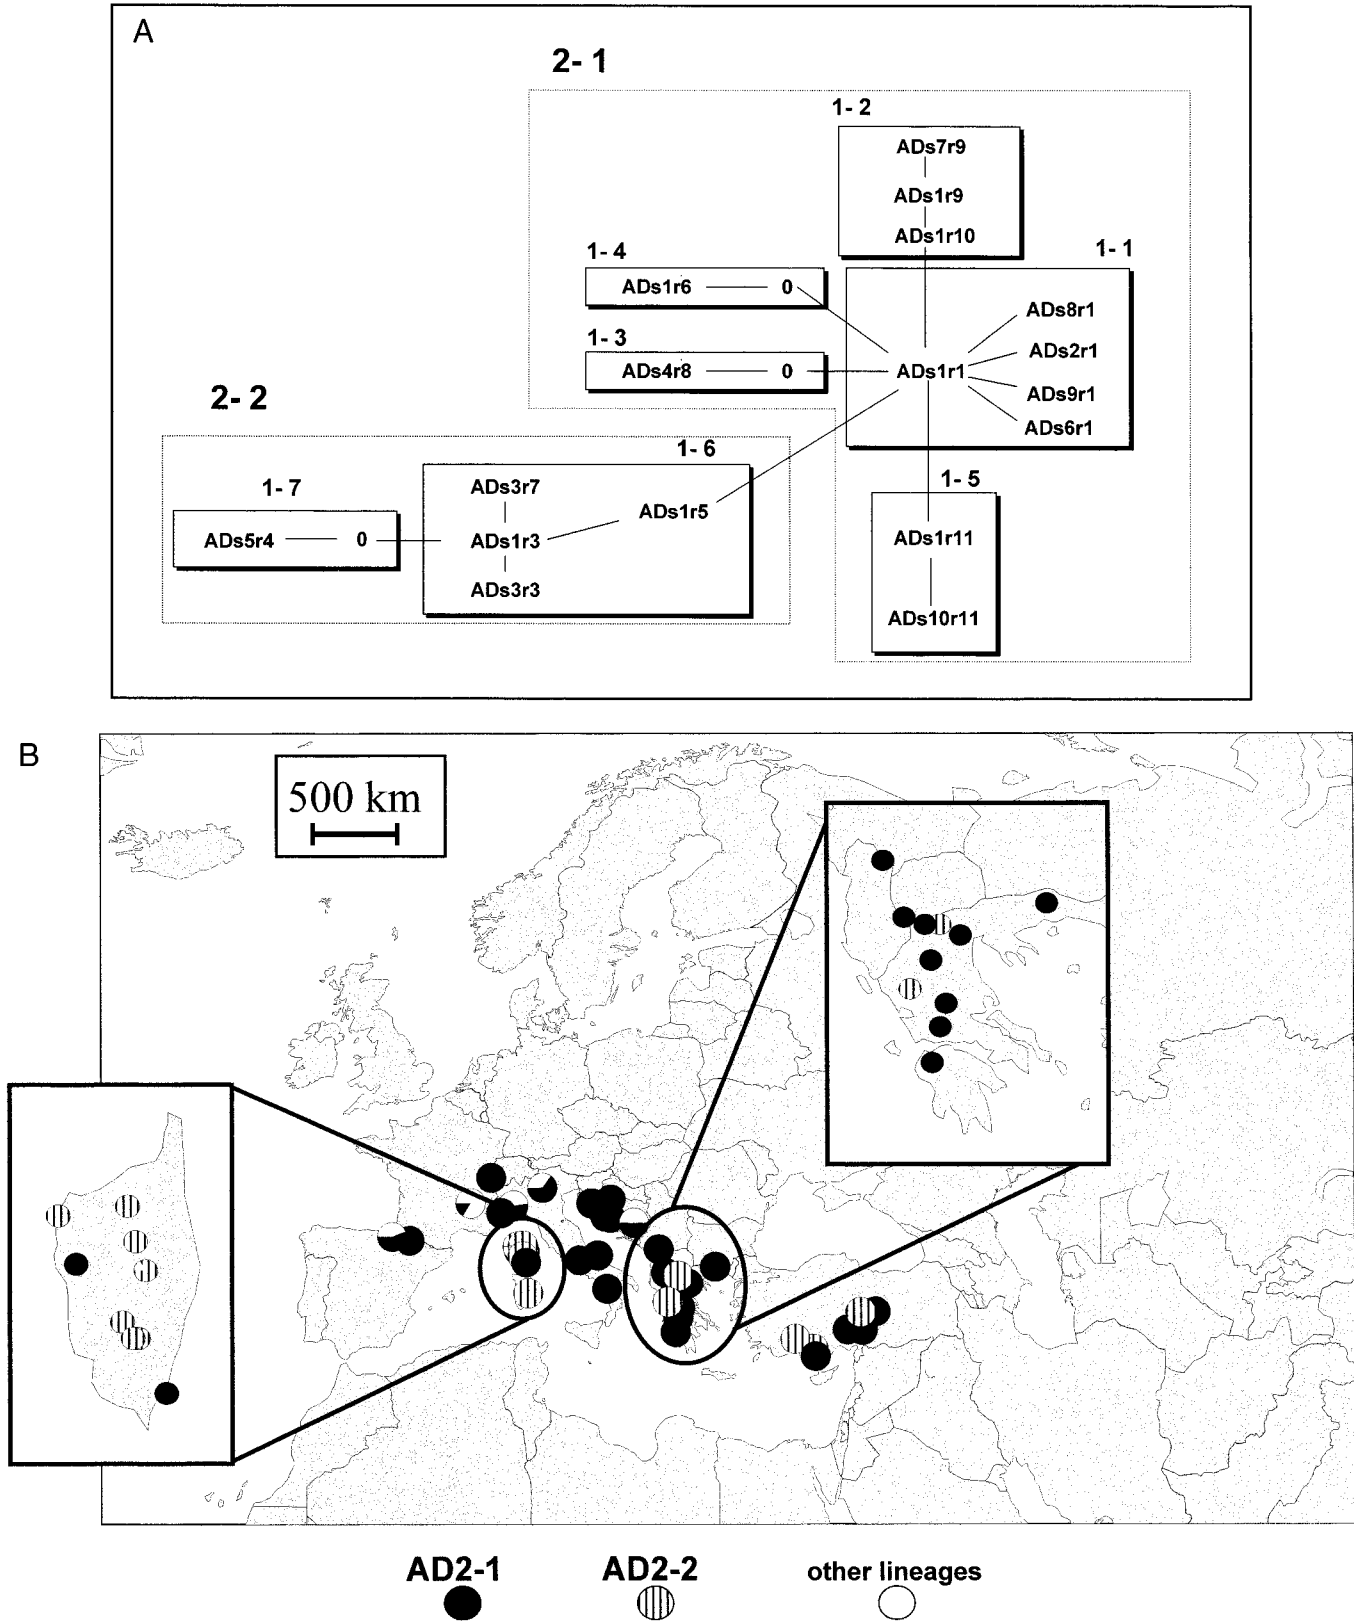 A
2- 1
1- 2
ADs7r9
ADs1r9
ADs1r10
1- 4
1- 1
ADs1r6 0
ADs8r1
1- 3
ADs2r1
ADs4r8 0
ADs1r1
ADs9r1
2- 2
ADs6r1
1- 6
1- 7
1- 5
ADs3r7
ADs1r5
ADs5r4 0
ADs1r3
ADs1r11
ADs3r3
ADs10r11
B
500 km
AD2-1 AD2-2 other lineages